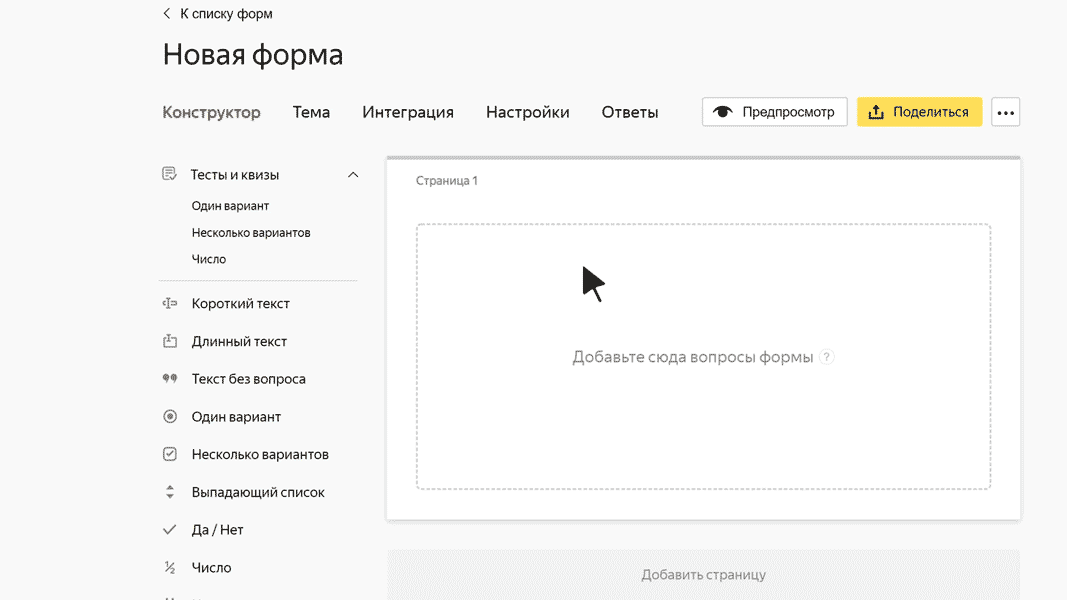 К списку форм
Новая форма
Конструктор Тема Интеграция Настройки Ответы Предпросмотр Поделиться
Тесты и квизы
Один вариант
Несколько вариантов
Число
Короткий текст
Длинный текст
Текст без вопроса
Один вариант
Несколько вариантов
Выпадающий список
Да / Нет
½ Число
Страница 1
Добавьте сюда вопросы формы ?
Добавить страницу